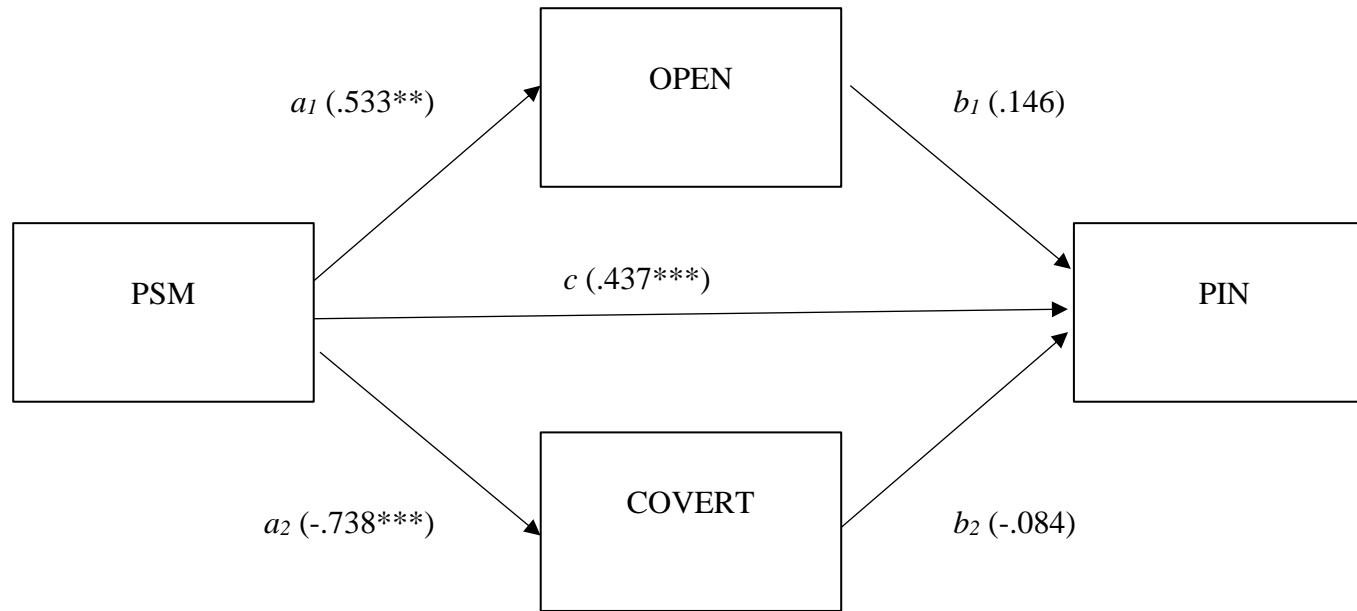 OPEN
a1 (.533**)
b1 (.146)
PSM
c (.437***)
PIN
COVERT
a2 (-.738***)
b2 (-.084)